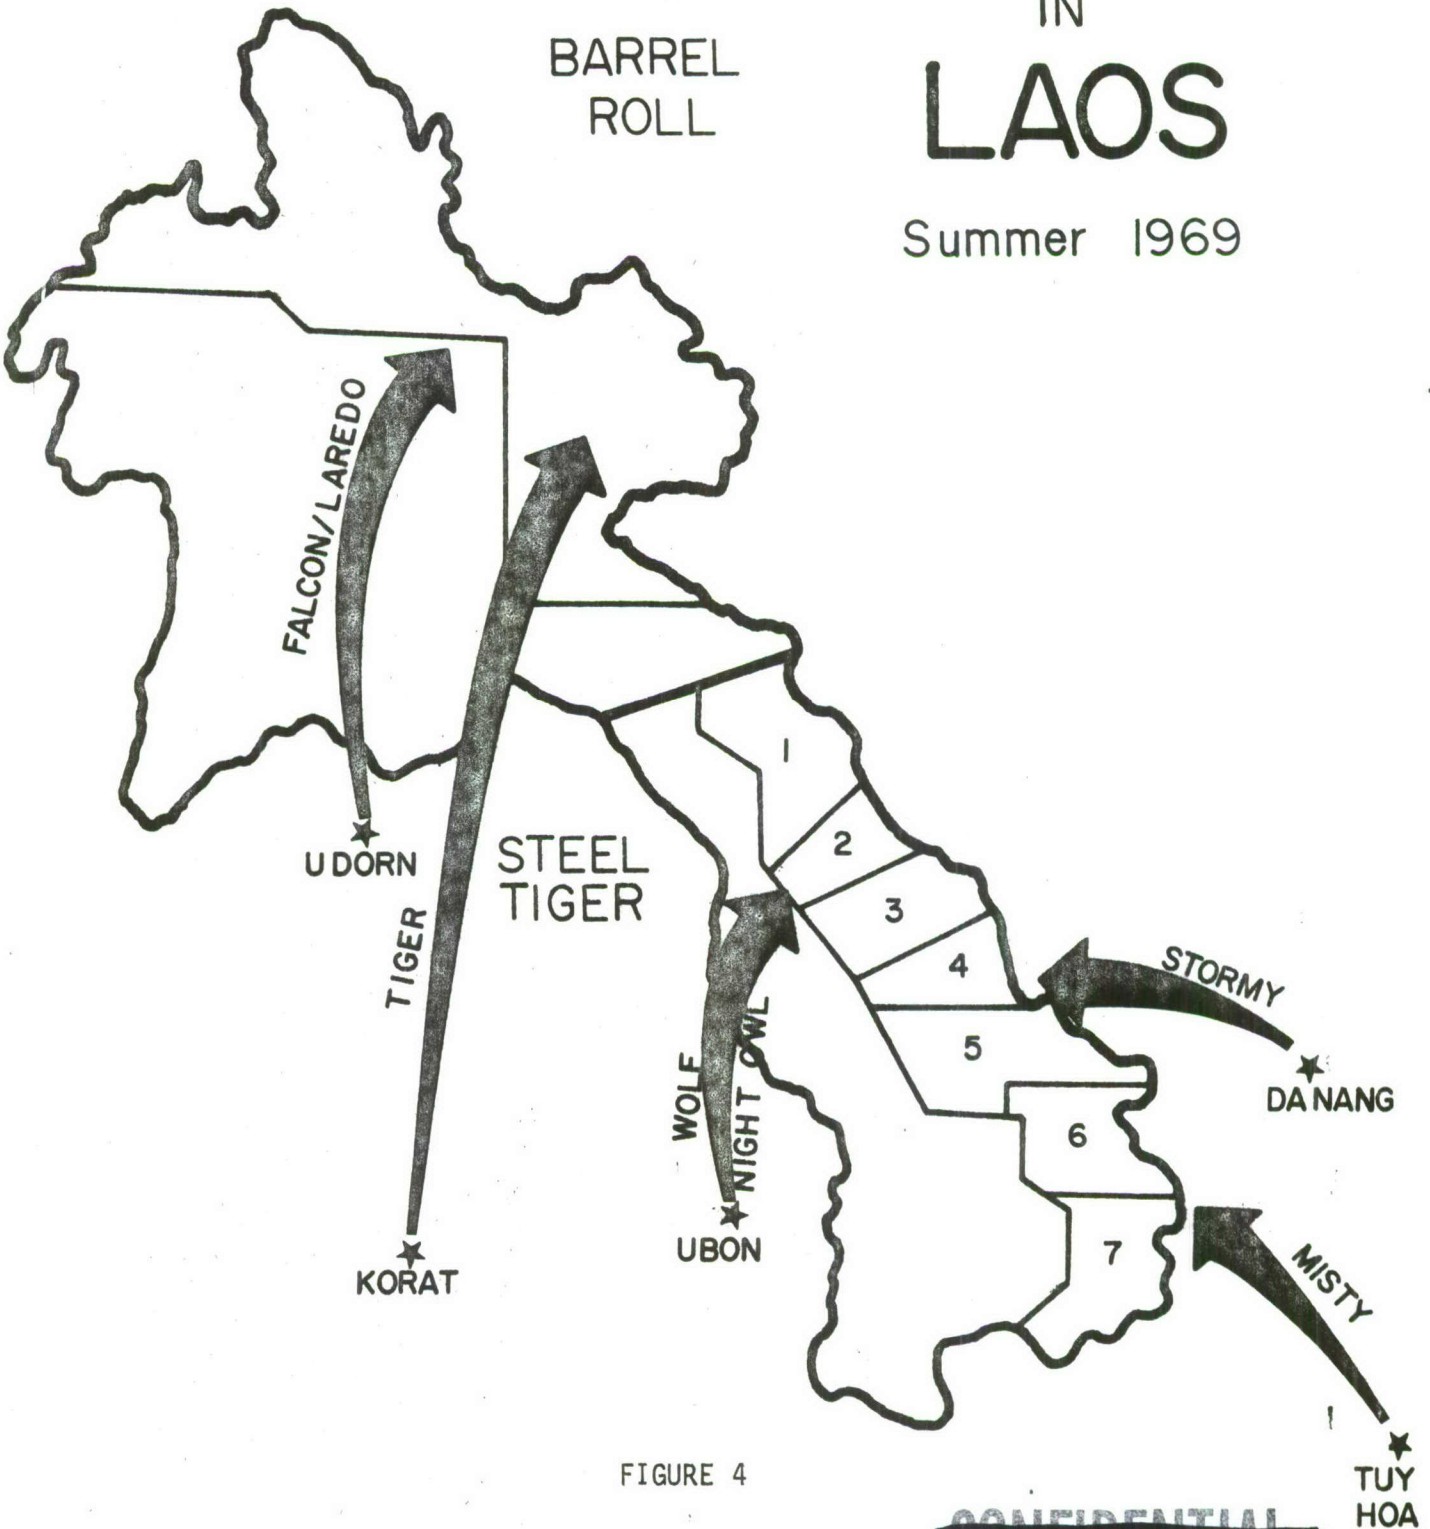 IN
LAOS
Summer 1969
BARREL
ROLL
FALCON/LAREDO
UDORN
TIGER
KORAT
STEEL
TIGER
WOLF
NIGHT OWL
UBON
1
2
3
4
5
6
7
STORMY
DA NANG
MISTY
TUY
HOA
FIGURE 4
CONFIDENTIAL